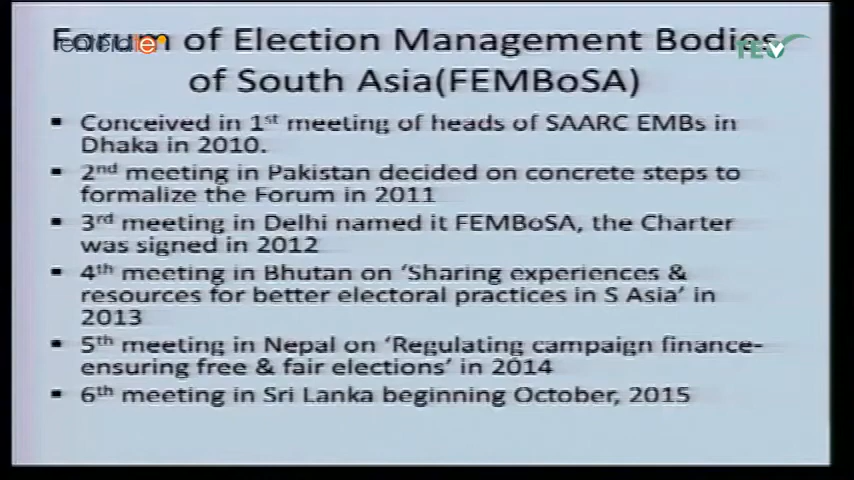 Forum of Election Management Bodies
of South Asia(FEMBoSA)
▪ Conceived in 1st meeting of heads of SAARC EMBs in
Dhaka in 2010.
▪ 2nd meeting in Pakistan decided on concrete steps to
formalize the Forum in 2011
▪ 3rd meeting in Delhi named it FEMBoSA, the Charter
was signed in 2012
▪ 4th meeting in Bhutan on ‘Sharing experiences &
resources for better electoral practices in S Asia’ in
2013
▪ 5th meeting in Nepal on ‘Regulating campaign finance-
ensuring free & fair elections’ in 2014
▪ 6th meeting in Sri Lanka beginning October, 2015